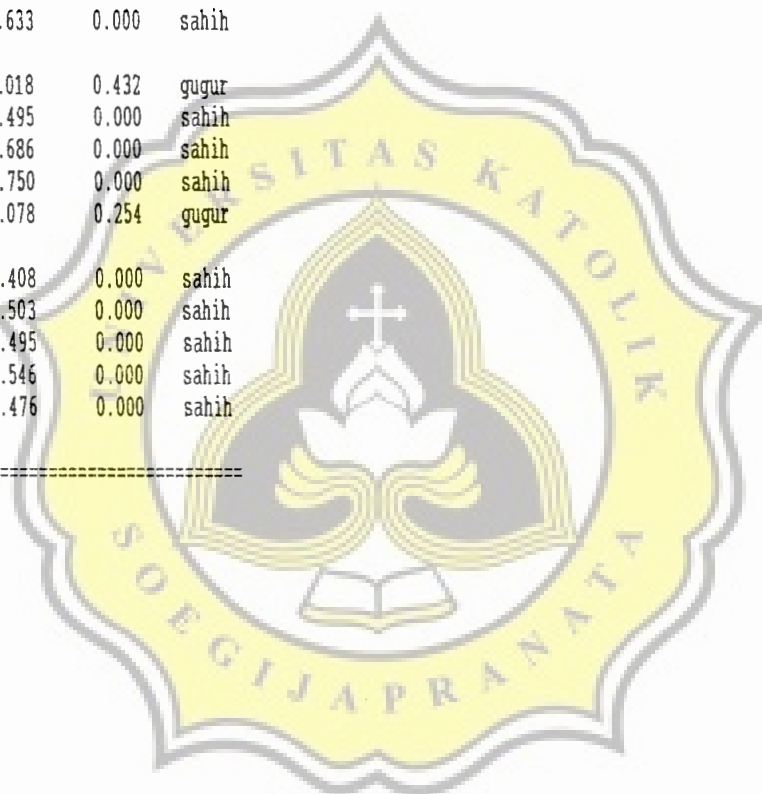 .633 0.000 sahih
.018 0.432 gugur
.495 0.000 sahih
.686 0.000 sahih
.750 0.000 sahih
.078 0.254 gugur
.408 0.000 sahih
.503 0.000 sahih
.495 0.000 sahih
.546 0.000 sahih
.476 0.000 sahih
========================
UNIVERSITAS KATOLIK
SOEGIJAPRANATA